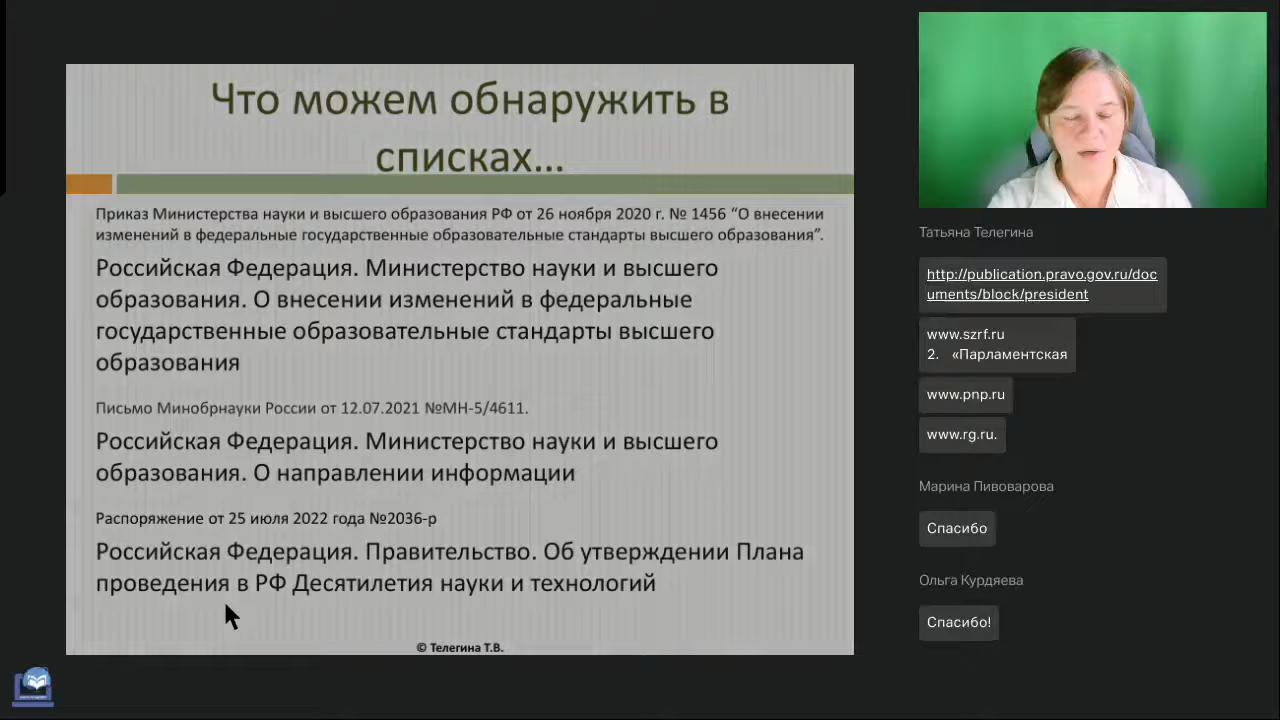 Что можем обнаружить в
списках…
Приказ Министерства науки и высшего образования РФ от 26 ноября 2020 г. № 1456 “О внесении
изменений в федеральные государственные образовательные стандарты высшего образования”.
Российская Федерация. Министерство науки и высшего
образования. О внесении изменений в федеральные
государственные образовательные стандарты высшего
образования
Письмо Минобрнауки России от 12.07.2021 №МН-5/4611.
Российская Федерация. Министерство науки и высшего
образования. О направлении информации
Распоряжение от 25 июля 2022 года №2036-р
Российская Федерация. Правительство. Об утверждении Плана
проведения в РФ Десятилетия науки и технологий
© Телегина Т.В.
Татьяна Телегина
http://publication.pravo.gov.ru/doc
uments/block/president
www.szrf.ru
2. «Парламентская
www.pnp.ru
www.rg.ru.
Марина Пивоварова
Спасибо
Ольга Курдяева
Спасибо!